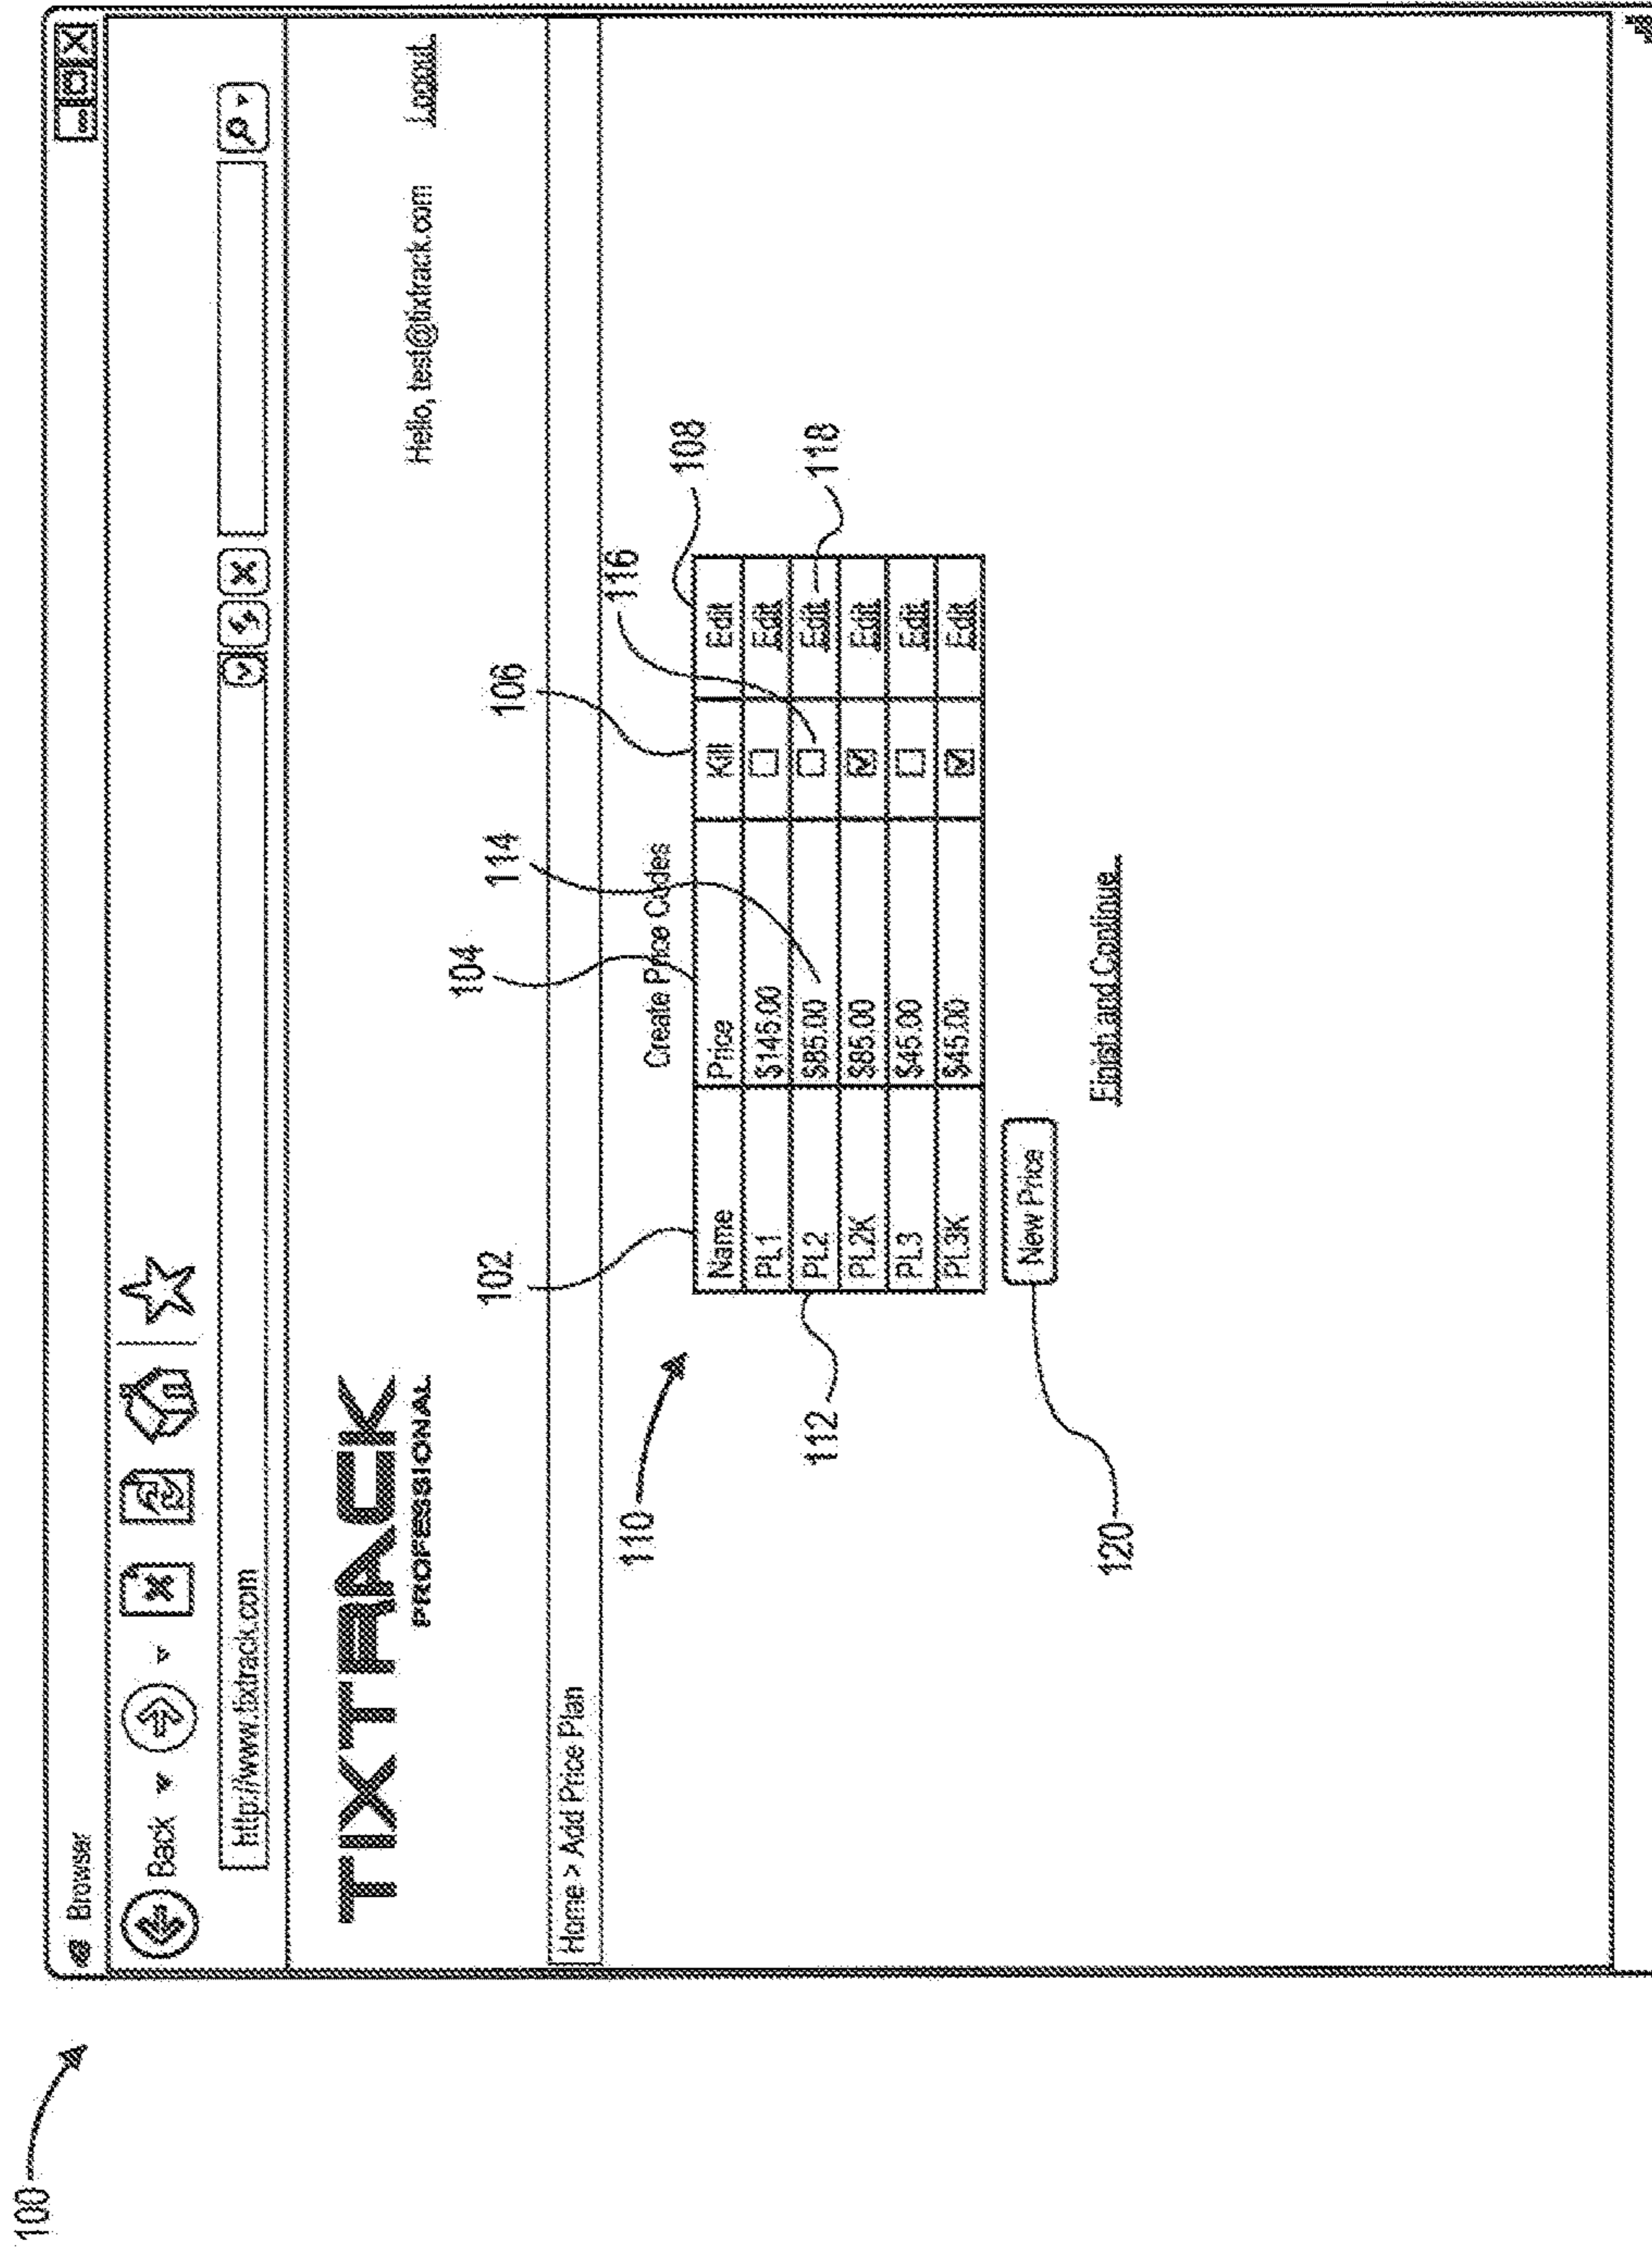 100
Browser
Back
http://www.tixtrack.com
TIXTRACK
PROFESSIONAL
Hello, test@tixtrack.com Logout
Home > Add Price Plan
102 104 114 106 116 108
110
Create Price Codes
Name Price Kill Edit
PL1 $145.00 Edit
PL2 $85.00 Edit
PL2K $85.00 Edit
PL3 $45.00 Edit
PL3K $45.00 Edit
112 118
New Price
120
Finish and Continue